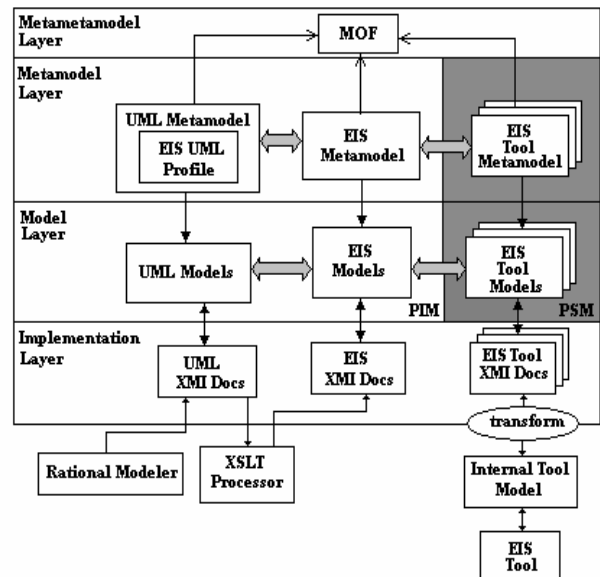 Metametamodel
Layer
MOF
Metamodel
Layer
UML Metamodel
EIS UML
Profile
EIS
Metamodel
EIS
Tool
Metamodel
Model
Layer
UML Models
EIS
Models
EIS
Tool
Models
PIM
PSM
Implementation
Layer
UML
XMI Docs
EIS
XMI Docs
EIS Tool
XMI Docs
transform
Rational Modeler
XSLT
Processor
Internal Tool
Model
EIS
Tool